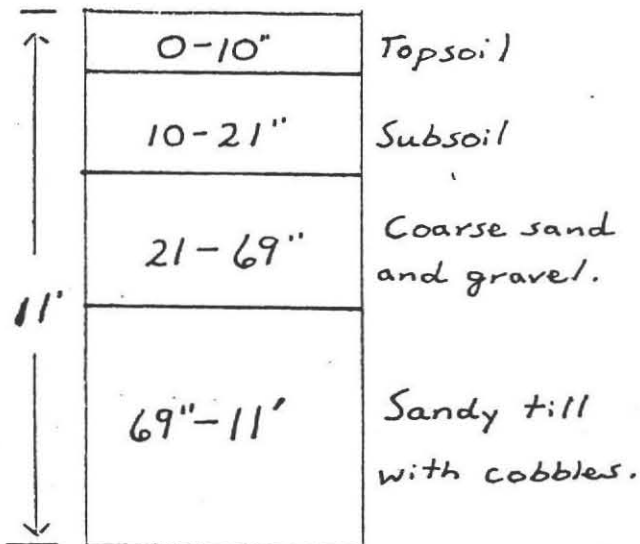 0-10" Topsoil
10-21" Subsoil
21-69" Coarse sand
and gravel.
11'
69"-11' Sandy till
with cobbles.